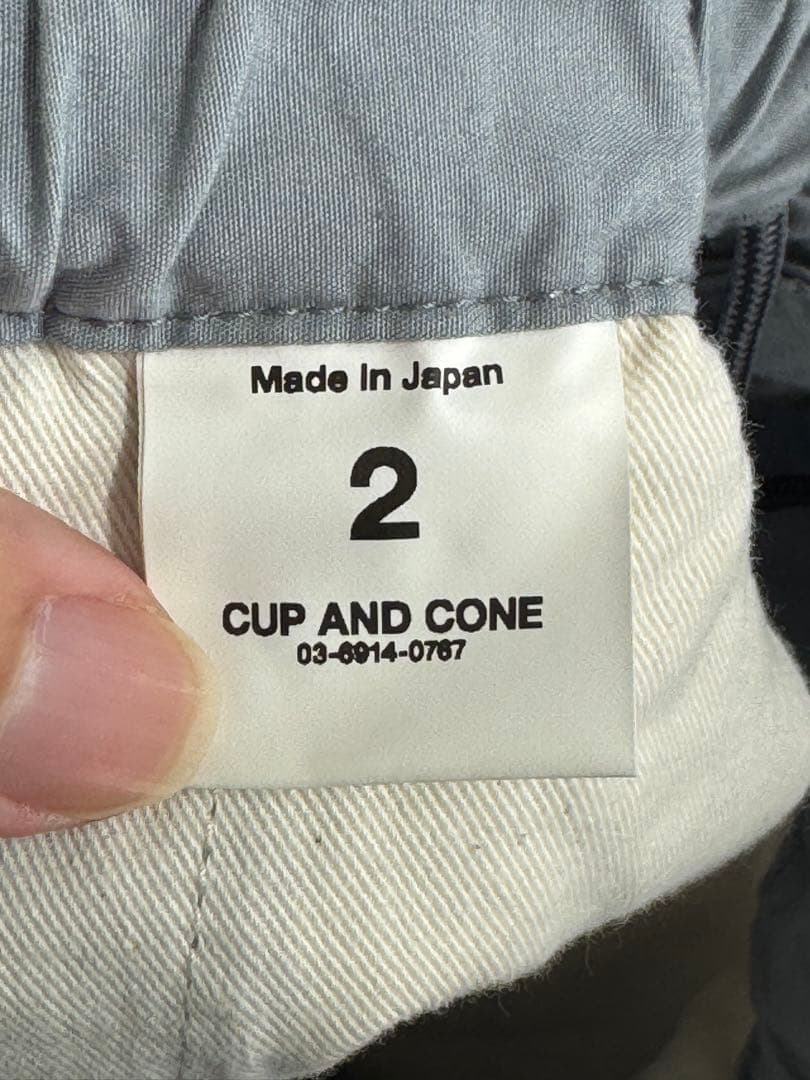 Made In Japan
2
CUP AND CONE
03-6914-0767